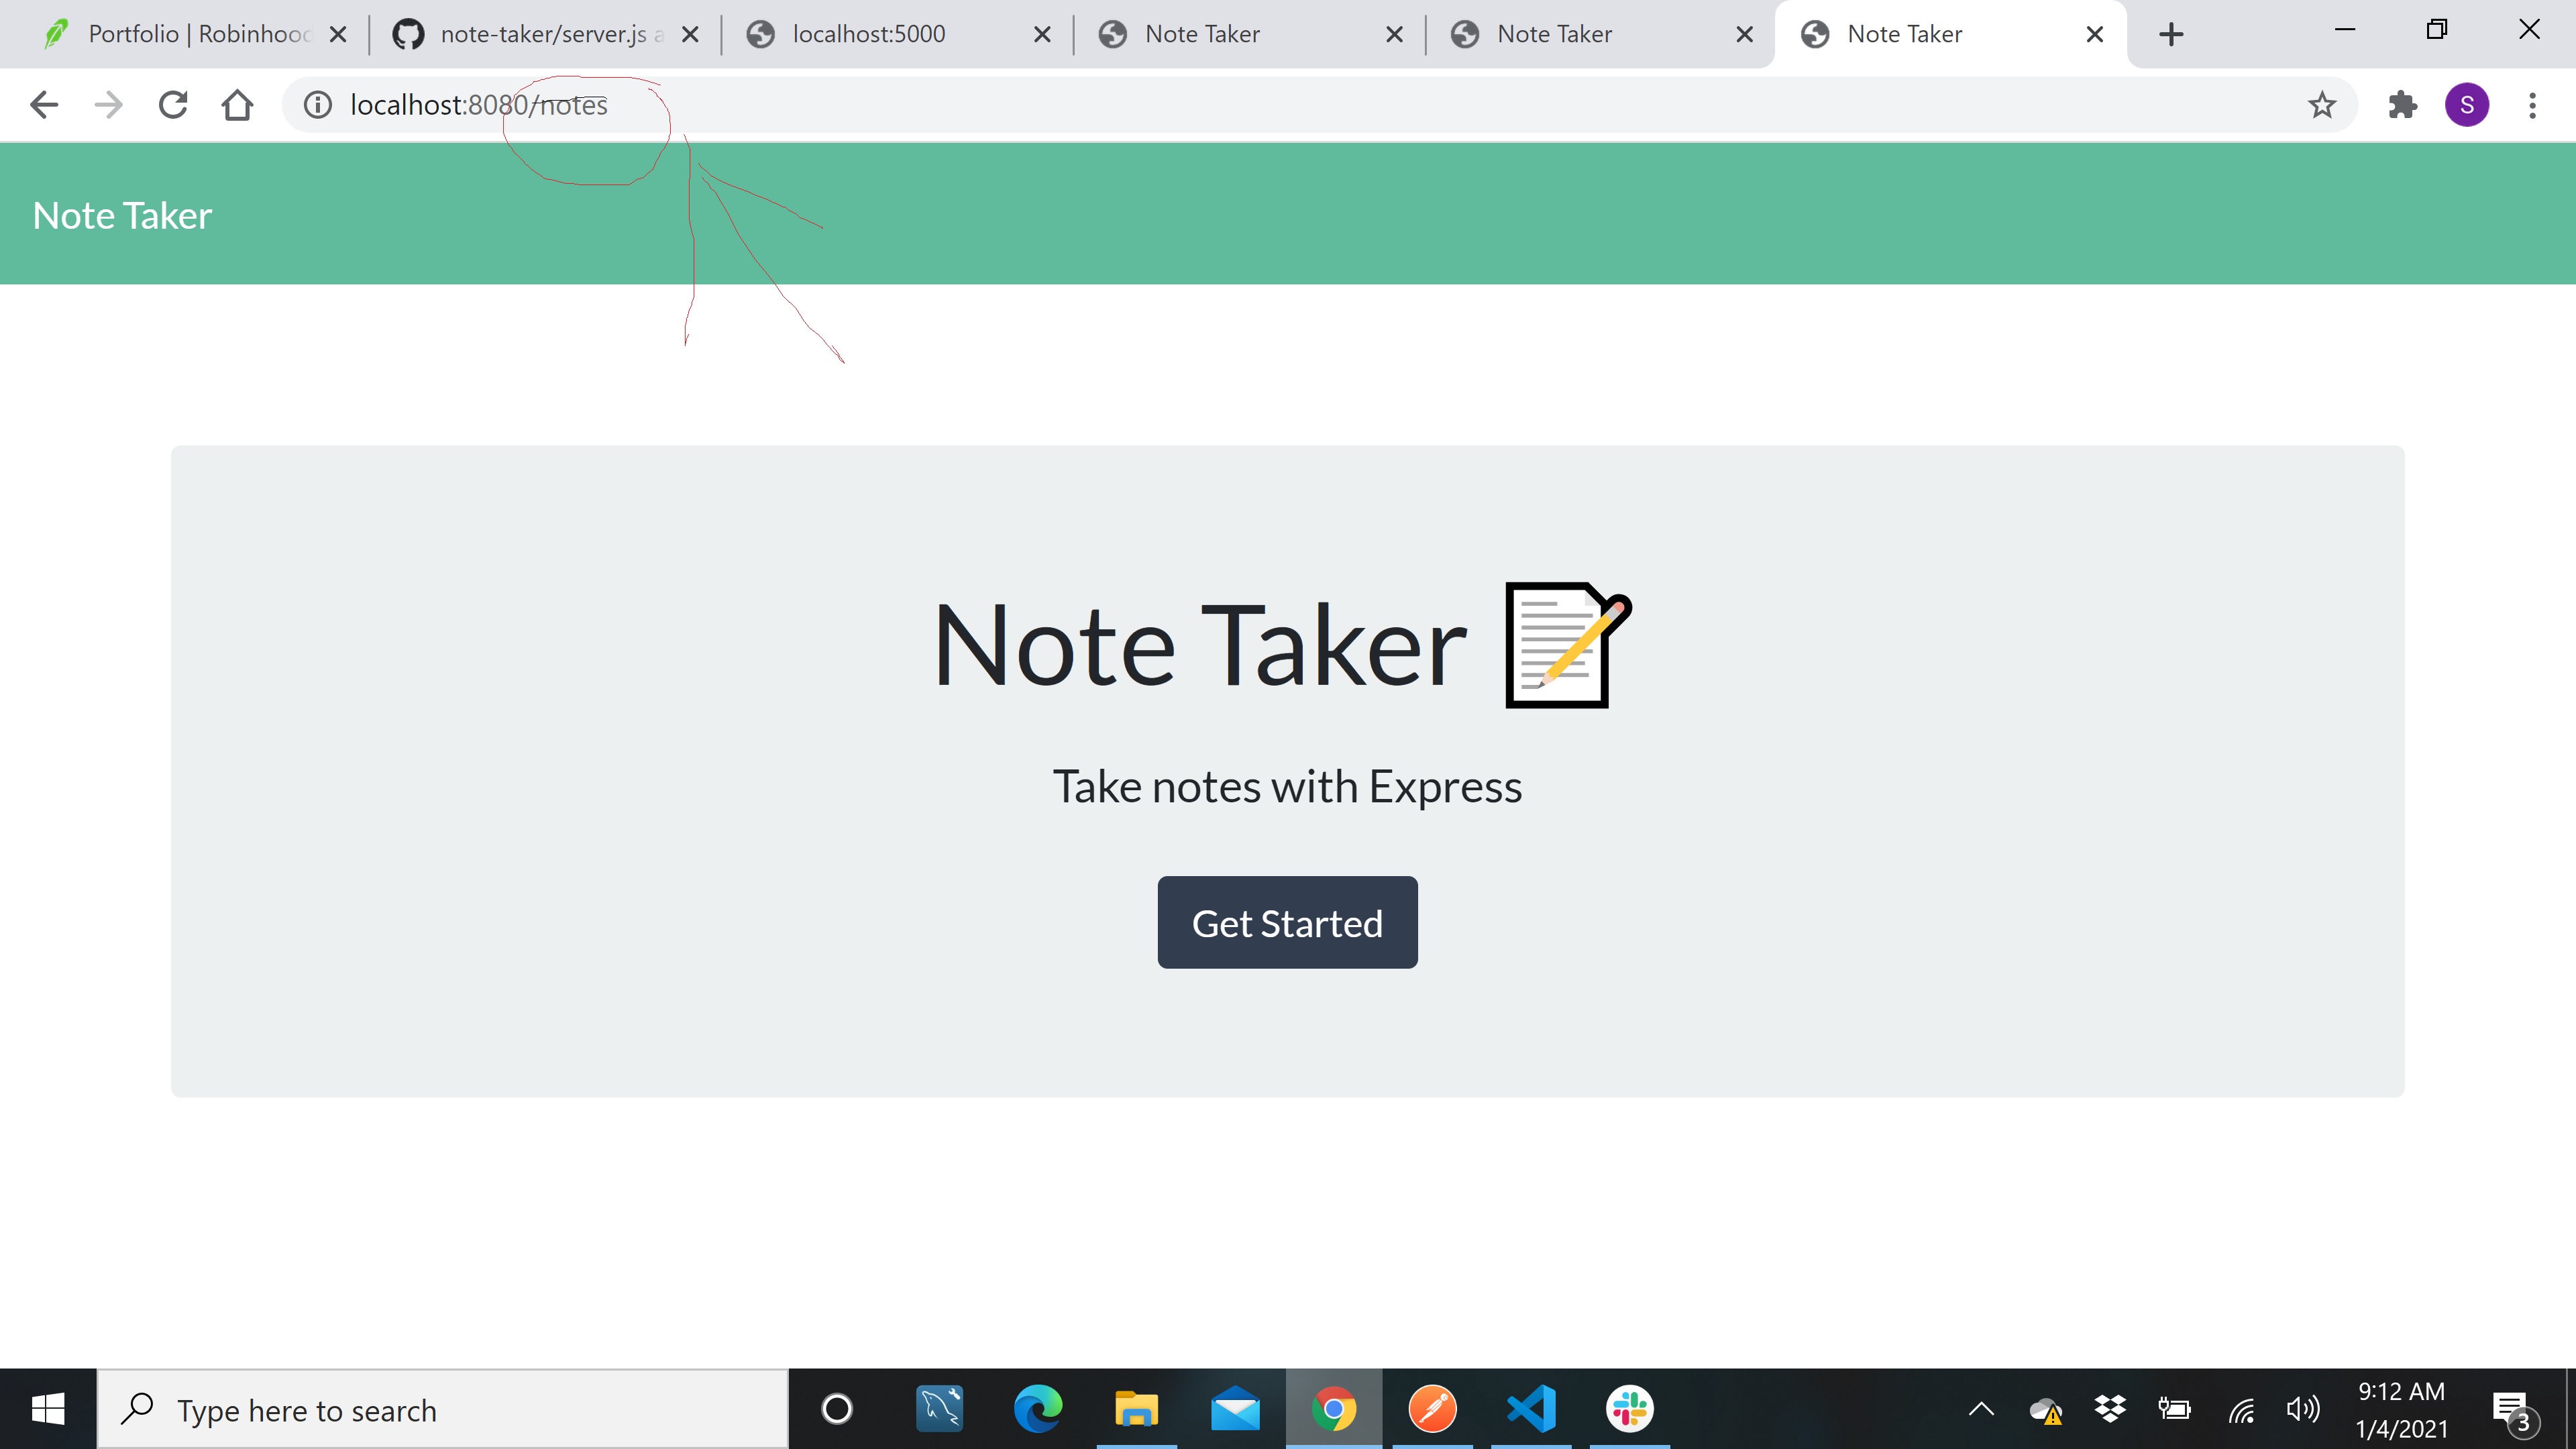 Portfolio | Robinhood
note-taker/server.js a
localhost:5000
Note Taker
Note Taker
Note Taker
localhost:8080/notes
S
Note Taker
Note Taker
Take notes with Express
Get Started
Type here to search
9:12 AM
1/4/2021
3